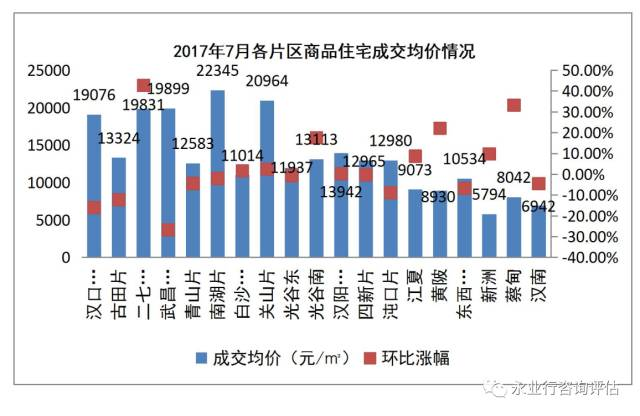 2017年7月各片区商品住宅成交均价情况
25000
20000
15000
10000
5000
0
50.00%
40.00%
30.00%
20.00%
10.00%
0.00%
-10.00%
-20.00%
-30.00%
-40.00%
19076
13324
19831
19899
12583
22345
11014
20964
11937
13113
13942
12965
12980
9073
8930
10534
5794
8042
6942
汉口…
古田片
二七…
武昌…
青山片
南湖片
白沙…
关山片
光谷东
光谷南
汉阳…
四新片
沌口片
江夏
黄陂
东西…
新洲
蔡甸
汉南
成交均价（元/㎡）
环比涨幅
永业行咨询评估